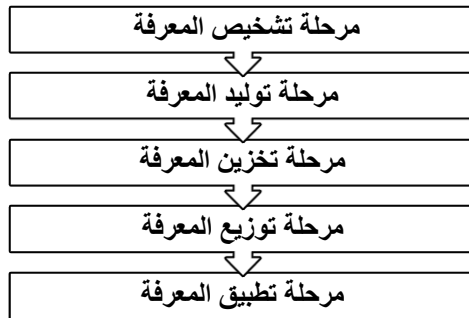 مرحلة تشخيص المعرفة
مرحلة توليد المعرفة
مرحلة تخزين المعرفة
مرحلة توزيع المعرفة
مرحلة تطبيق المعرفة